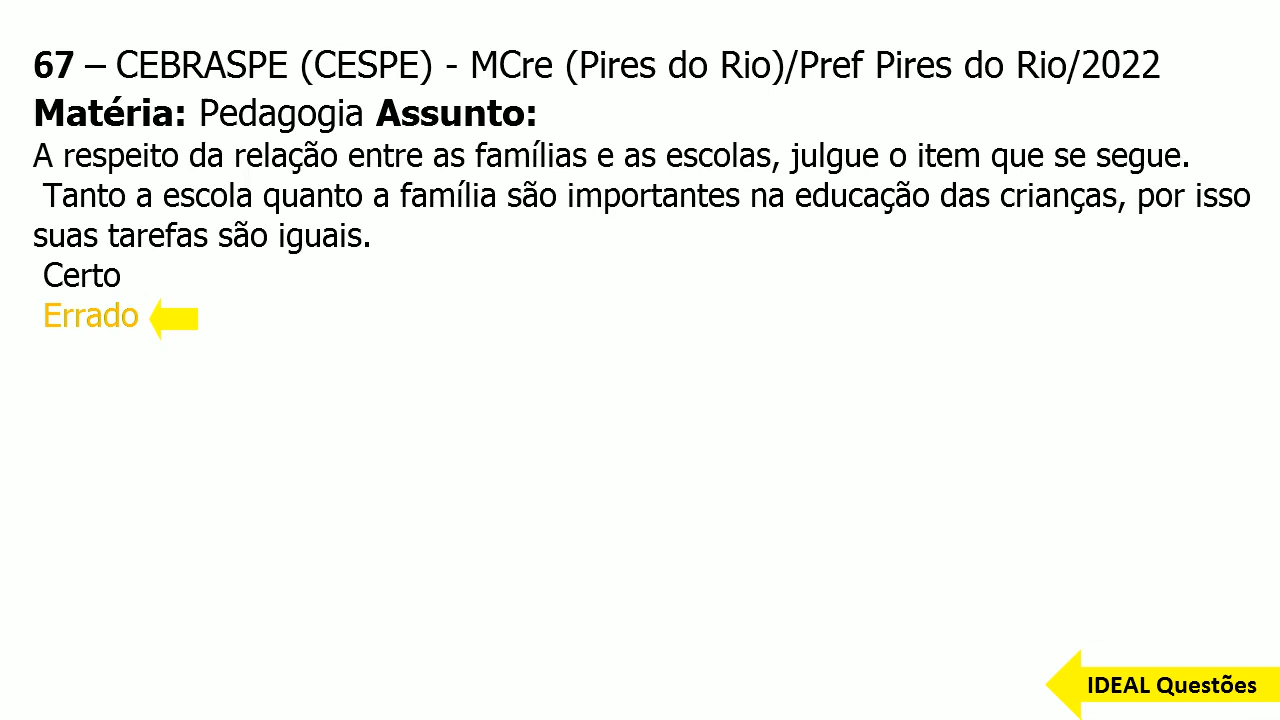 67 – CEBRASPE (CESPE) - MCre (Pires do Rio)/Pref Pires do Rio/2022
Matéria: Pedagogia Assunto:
A respeito da relação entre as famílias e as escolas, julgue o item que se segue.
Tanto a escola quanto a família são importantes na educação das crianças, por isso
suas tarefas são iguais.
Certo
Errado
IDEAL Questões